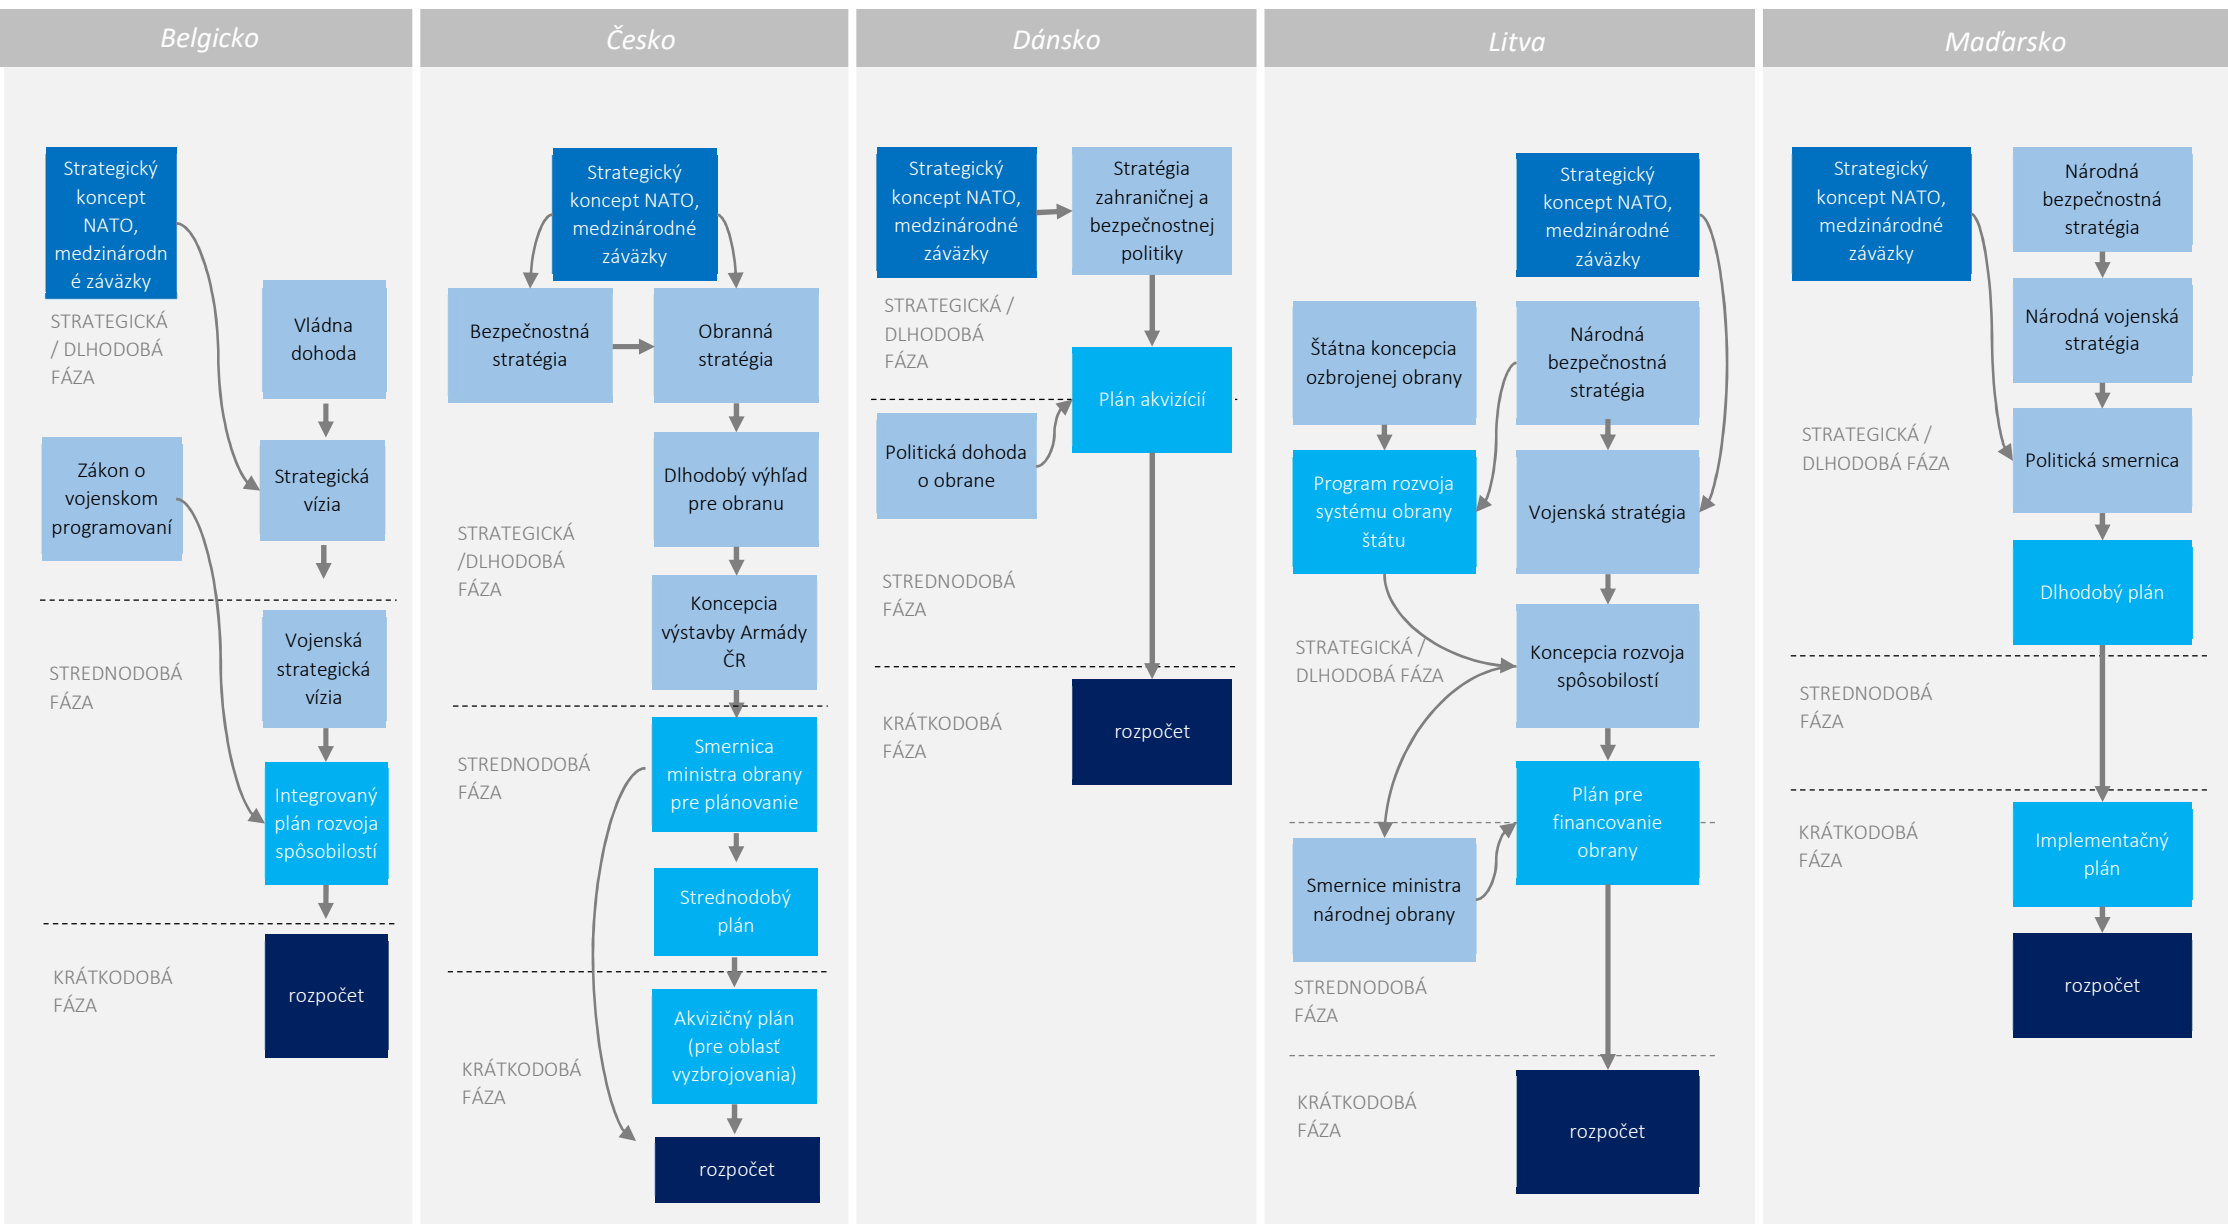 Belgicko
Strategický
koncept
NATO,
medzinárodn
é záväzky
STRATEGICKÁ
/ DLHODOBÁ
FÁZA
Vládna
dohoda
Zákon o
vojenskom
programovaní
Strategická
vízia
STREDNODOBÁ
FÁZA
Vojenská
strategická
vízia
Integrovaný
plán rozvoja
spôsobilostí
KRÁTKODOBÁ
FÁZA
rozpočet
Česko
Strategický
koncept NATO,
medzinárodné
záväzky
Bezpečnostná
stratégia
Obranná
stratégia
Dlhodobý výhľad
pre obranu
STRATEGICKÁ
/DLHODOBÁ
FÁZA
Koncepcia
výstavby Armády
ČR
STREDNODOBÁ
FÁZA
Smernica
ministra obrany
pre plánovanie
Strednodobý
plán
KRÁTKODOBÁ
FÁZA
Akvizičný plán
(pre oblasť
vyzbrojovania)
rozpočet
Dánsko
Strategický
koncept NATO,
medzinárodné
záväzky
Stratégia
zahraničnej a
bezpečnostnej
politiky
STRATEGICKÁ /
DLHODOBÁ
FÁZA
Plán akvizícií
Politická dohoda
o obrane
STREDNODOBÁ
FÁZA
KRÁTKODOBÁ
FÁZA
rozpočet
Litva
Strategický
koncept NATO,
medzinárodné
záväzky
Štátna koncepcia
ozbrojenej obrany
Národná
bezpečnostná
stratégia
Program rozvoja
systému obrany
štátu
Vojenská stratégia
STRATEGICKÁ /
DLHODOBÁ FÁZA
Koncepcia rozvoja
spôsobilostí
Plán pre
financovanie
obrany
Smernice ministra
národnej obrany
STREDNODOBÁ
FÁZA
KRÁTKODOBÁ
FÁZA
rozpočet
Maďarsko
Strategický
koncept NATO,
medzinárodné
záväzky
Národná
bezpečnostná
stratégia
Národná vojenská
stratégia
STRATEGICKÁ /
DLHODOBÁ FÁZA
Politická smernica
Dlhodobý plán
STREDNODOBÁ
FÁZA
KRÁTKODOBÁ
FÁZA
Implementačný
plán
rozpočet